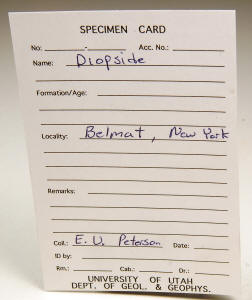 SPECIMEN CARD
No: Acc. No.:
Name: Diopside
Formation/Age:
Locality: Belmat, New York
Remarks:
Coll.: E. U. Peterson Date:
ID by:
Rm.: Cab.: Dr.:
UNIVERSITY OF UTAH
DEPT. OF GEOL. & GEOPHYS.